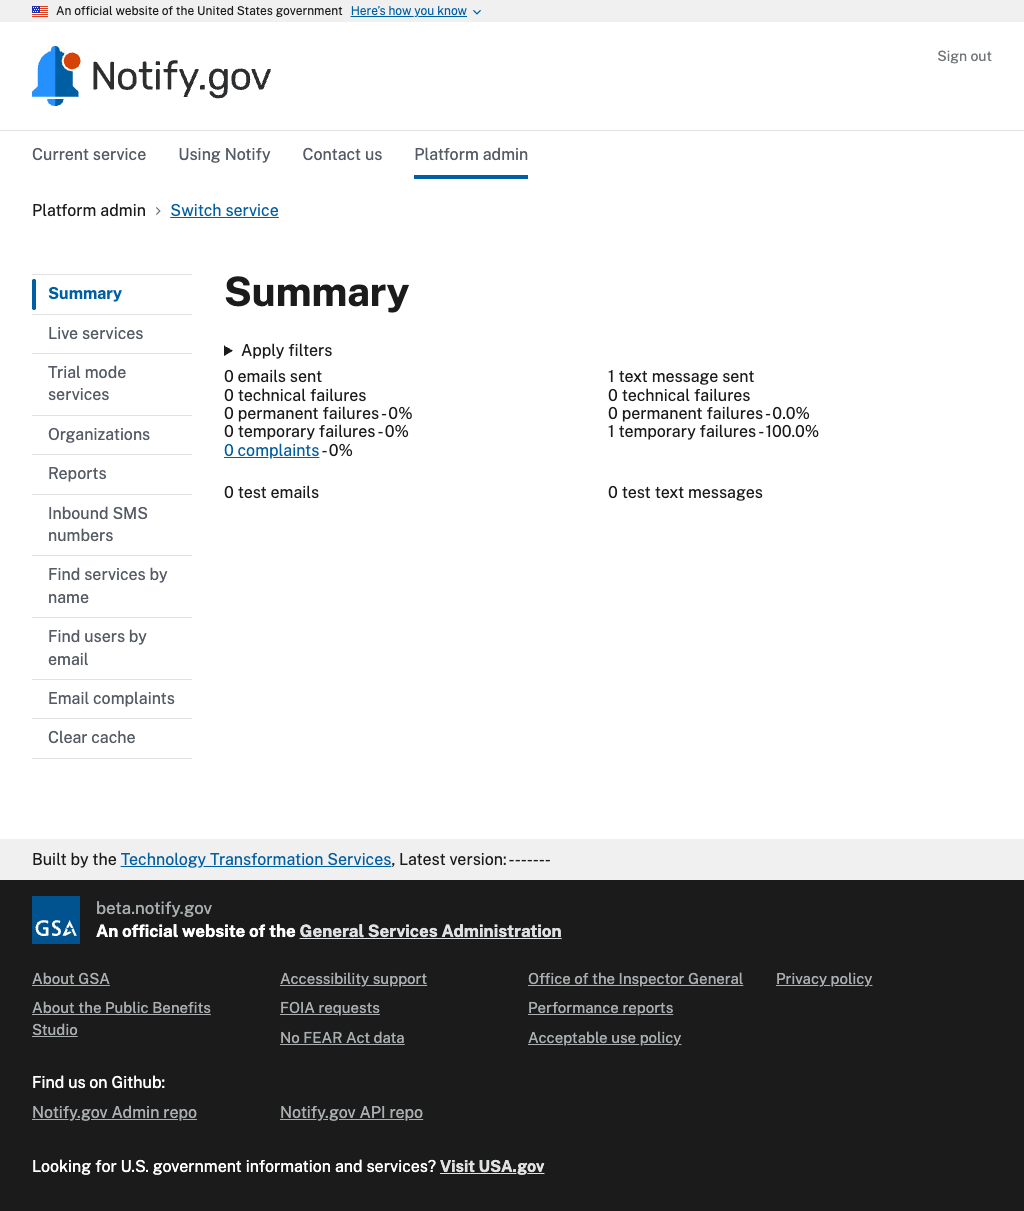 An official website of the United States government Here's how you know
Notify.gov
Sign out
Current service Using Notify Contact us Platform admin
Platform admin Switch service
Summary
Live services
Trial mode
services
Organizations
Reports
Inbound SMS
numbers
Find services by
name
Find users by
email
Email complaints
Clear cache
Summary
Apply filters
0 emails sent
0 technical failures
0 permanent failures - 0%
0 temporary failures - 0%
0 complaints - 0%
0 test emails
1 text message sent
0 technical failures
0 permanent failures - 0.0%
1 temporary failures - 100.0%
0 test text messages
Built by the Technology Transformation Services, Latest version: -------
GSA
beta.notify.gov
An official website of the General Services Administration
About GSA
About the Public Benefits
Studio
Accessibility support
FOIA requests
No FEAR Act data
Office of the Inspector General
Performance reports
Acceptable use policy
Privacy policy
Find us on Github:
Notify.gov Admin repo Notify.gov API repo
Looking for U.S. government information and services? Visit USA.gov